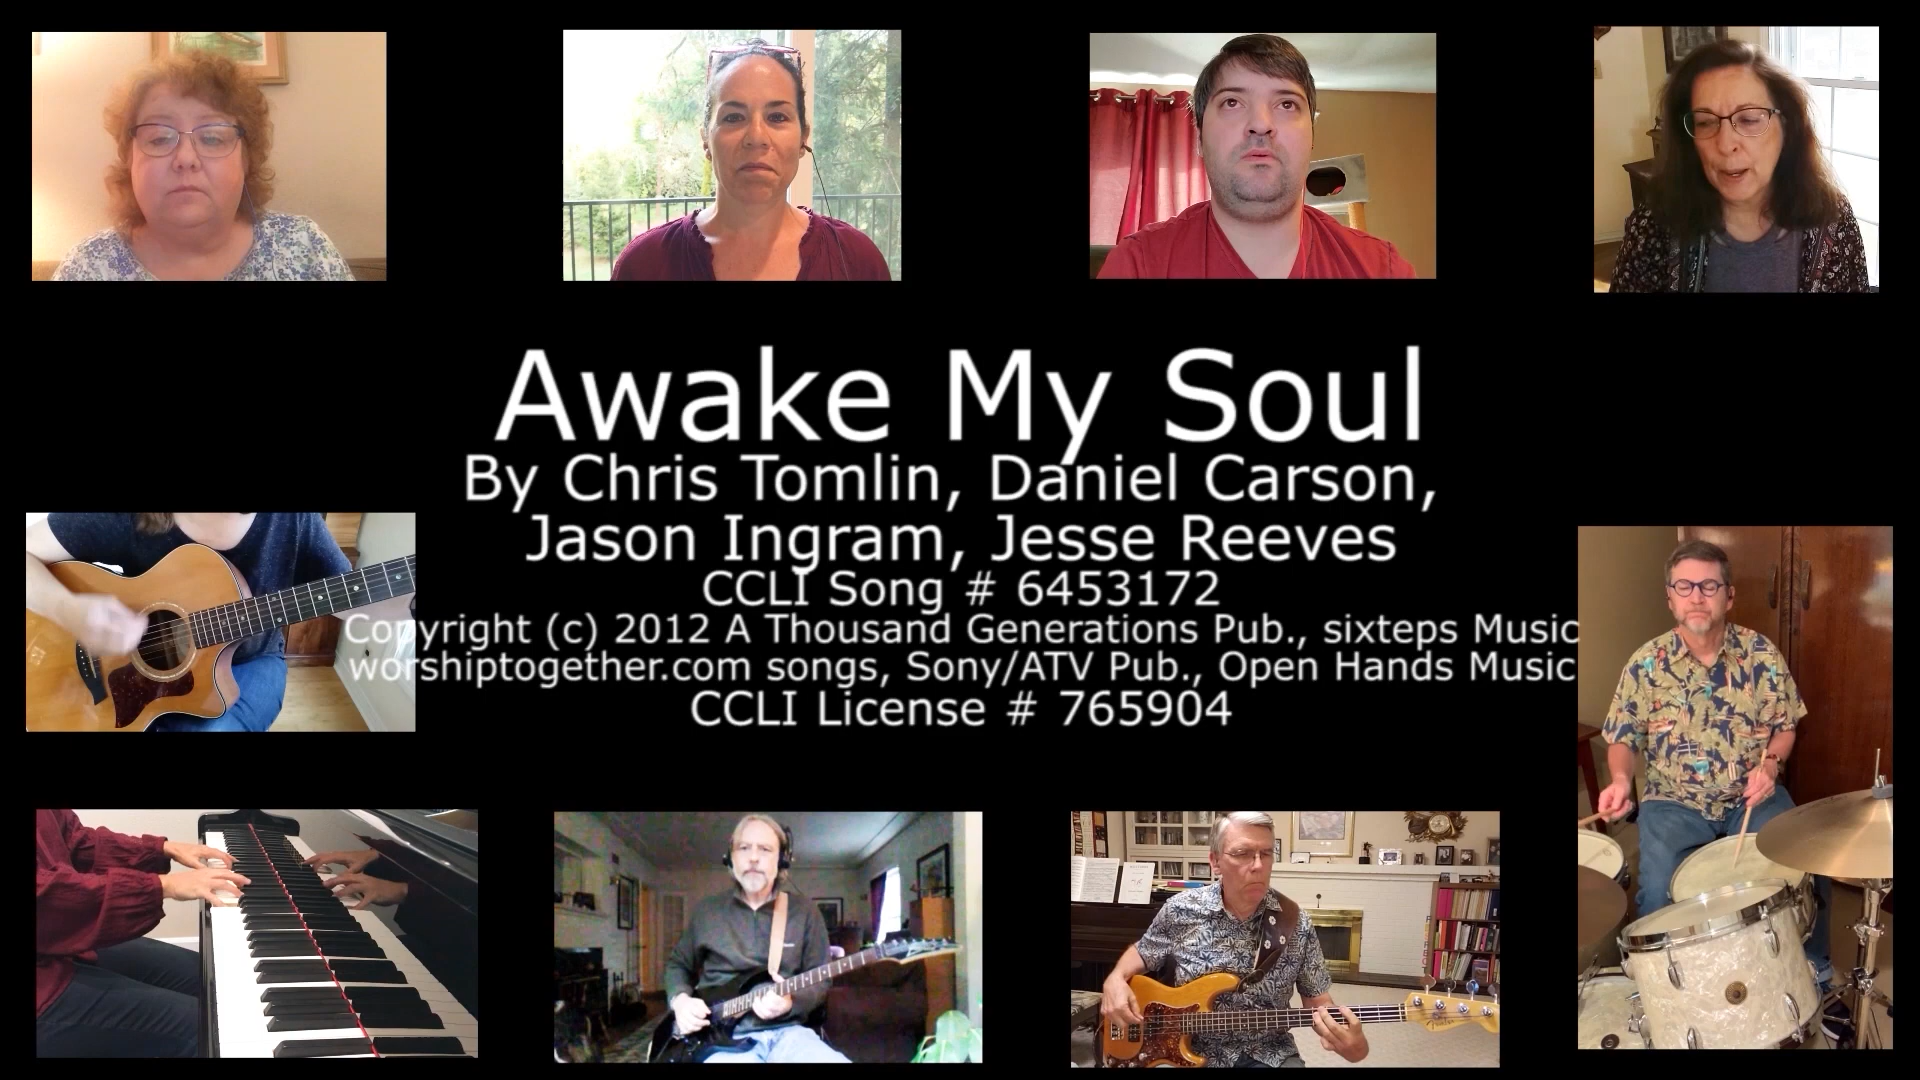 Awake My Soul
By Chris Tomlin, Daniel Carson,
Jason Ingram, Jesse Reeves
CCLI Song # 6453172
Copyright (c) 2012 A Thousand Generations Pub., sixteps Music
worshiptogether.com songs, Sony/ATV Pub., Open Hands Music
CCLI License # 765904